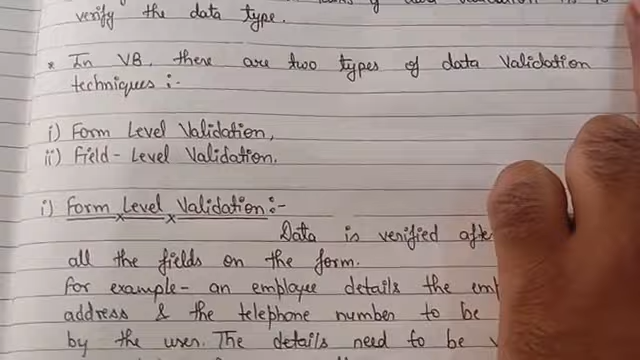 verify the data type.
* In VB, there are two types of data Validation
techniques :-
i) Form Level Validation,
ii) Field - Level Validation.
i) Form Level Validation :-
Data is verified
all the fields on the form.
For example - an employee details the
address & the telephone number to be
by the user. The details need to be